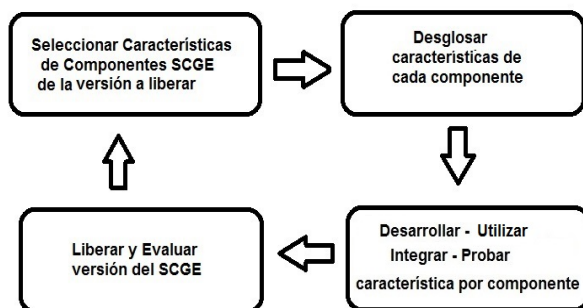 Seleccionar Características
de Componentes SCGE
de la versión a liberar
Desglosar
características de
cada componente
Desarrollar - Utilizar
Integrar - Probar
característica por componente
Liberar y Evaluar
versión del SCGE